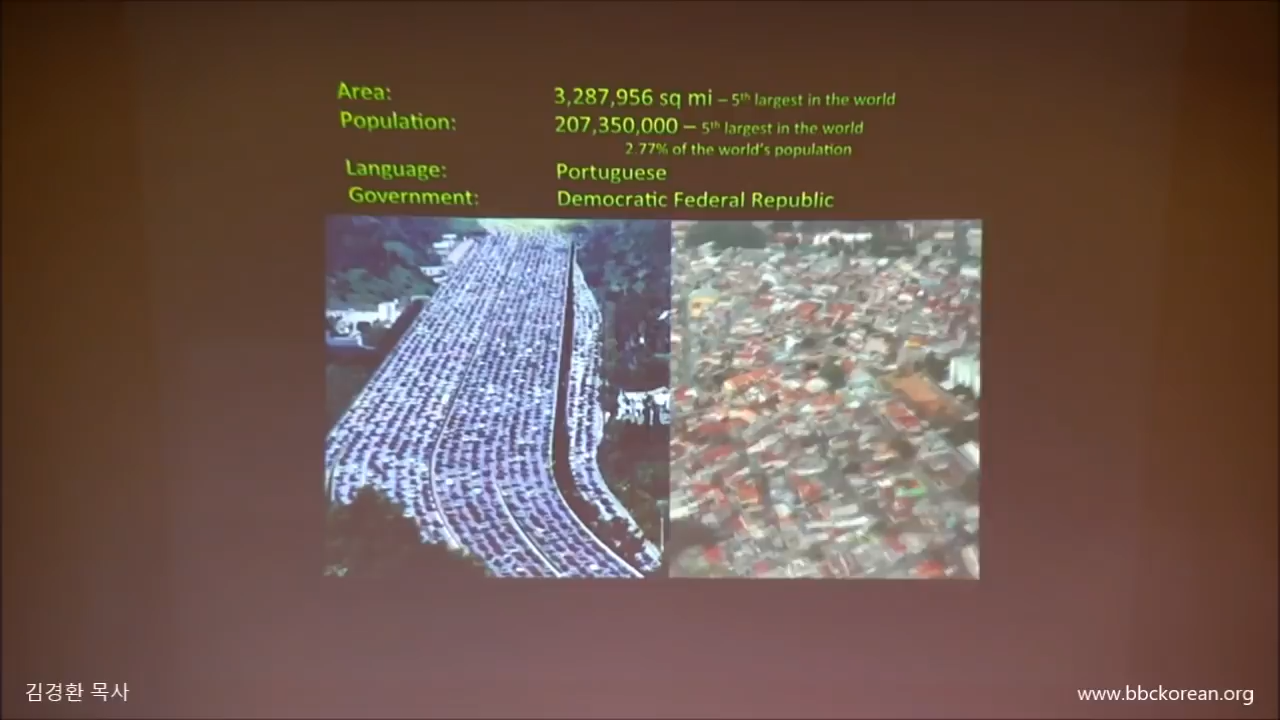 Area: 3,287,956 sq mi – 5th largest in the world
Population: 207,350,000 – 5th largest in the world
2.77% of the world's population
Language: Portuguese
Government: Democratic Federal Republic
김경환 목사
www.bbckorean.org